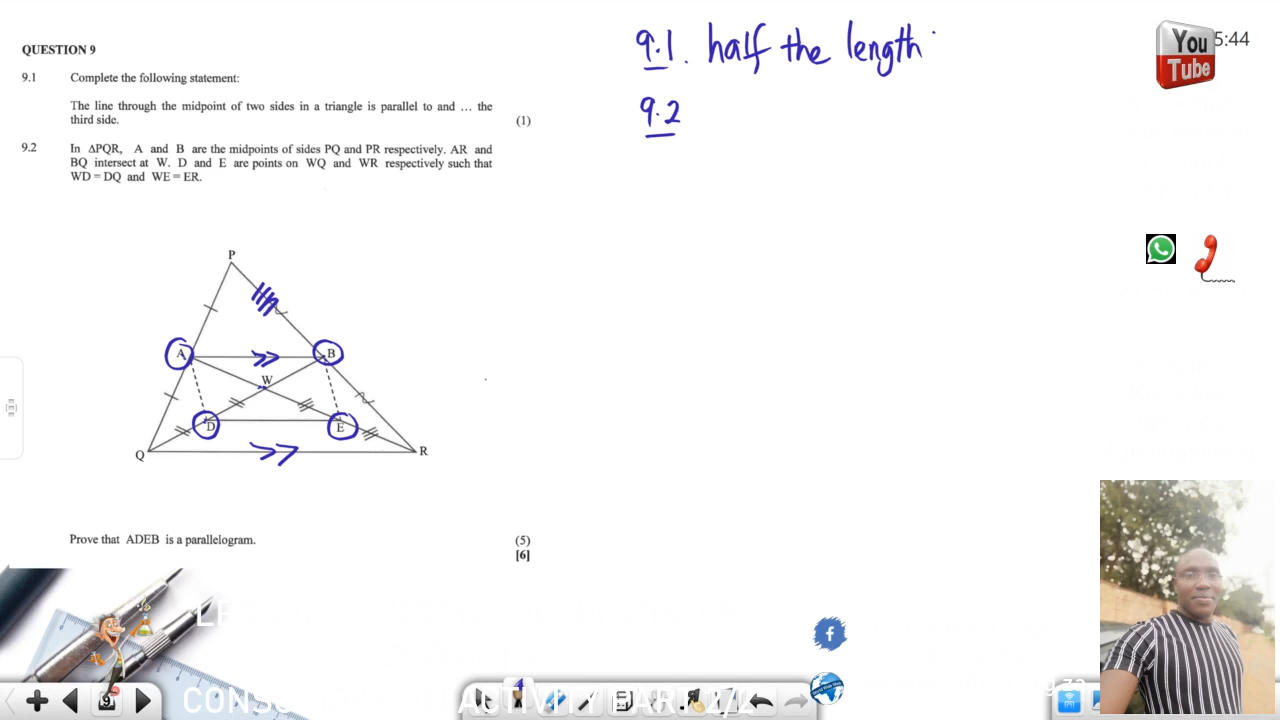 QUESTION 9
9.1 Complete the following statement:
The line through the midpoint of two sides in a triangle is parallel to and … the
third side. (1)
9.2 In ΔPQR, A and B are the midpoints of sides PQ and PR respectively. AR and
BQ intersect at W. D and E are points on WQ and WR respectively such that
WD = DQ and WE = ER.
P
A
B
W
D
E
Q
R
Prove that ADEB is a parallelogram. (5)
[6]
9.1. half the length
9.2
You
Tube
5:44
f
9